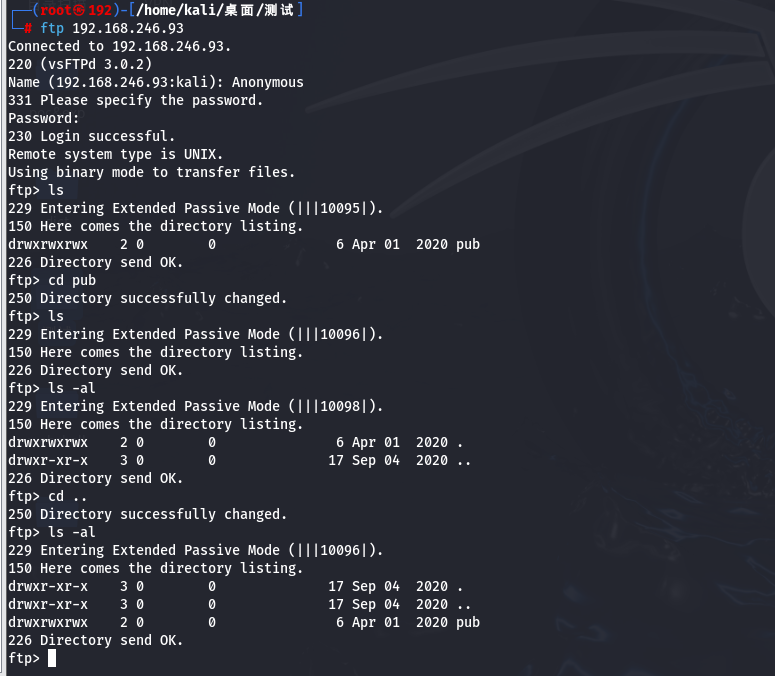 ┌──(root㉿192)-[/home/kali/桌面/测试]
└─# ftp 192.168.246.93
Connected to 192.168.246.93.
220 (vsFTPd 3.0.2)
Name (192.168.246.93:kali): Anonymous
331 Please specify the password.
Password:
230 Login successful.
Remote system type is UNIX.
Using binary mode to transfer files.
ftp> ls
229 Entering Extended Passive Mode (|||10095|).
150 Here comes the directory listing.
drwxrwxrwx    2 0        0               6 Apr 01  2020 pub
226 Directory send OK.
ftp> cd pub
250 Directory successfully changed.
ftp> ls
229 Entering Extended Passive Mode (|||10096|).
150 Here comes the directory listing.
226 Directory send OK.
ftp> ls -al
229 Entering Extended Passive Mode (|||10098|).
150 Here comes the directory listing.
drwxrwxrwx    2 0        0               6 Apr 01  2020 .
drwxr-xr-x    3 0        0              17 Sep 04  2020 ..
226 Directory send OK.
ftp> cd ..
250 Directory successfully changed.
ftp> ls -al
229 Entering Extended Passive Mode (|||10096|).
150 Here comes the directory listing.
drwxr-xr-x    3 0        0              17 Sep 04  2020 .
drwxr-xr-x    3 0        0              17 Sep 04  2020 ..
drwxrwxrwx    2 0        0               6 Apr 01  2020 pub
226 Directory send OK.
ftp>